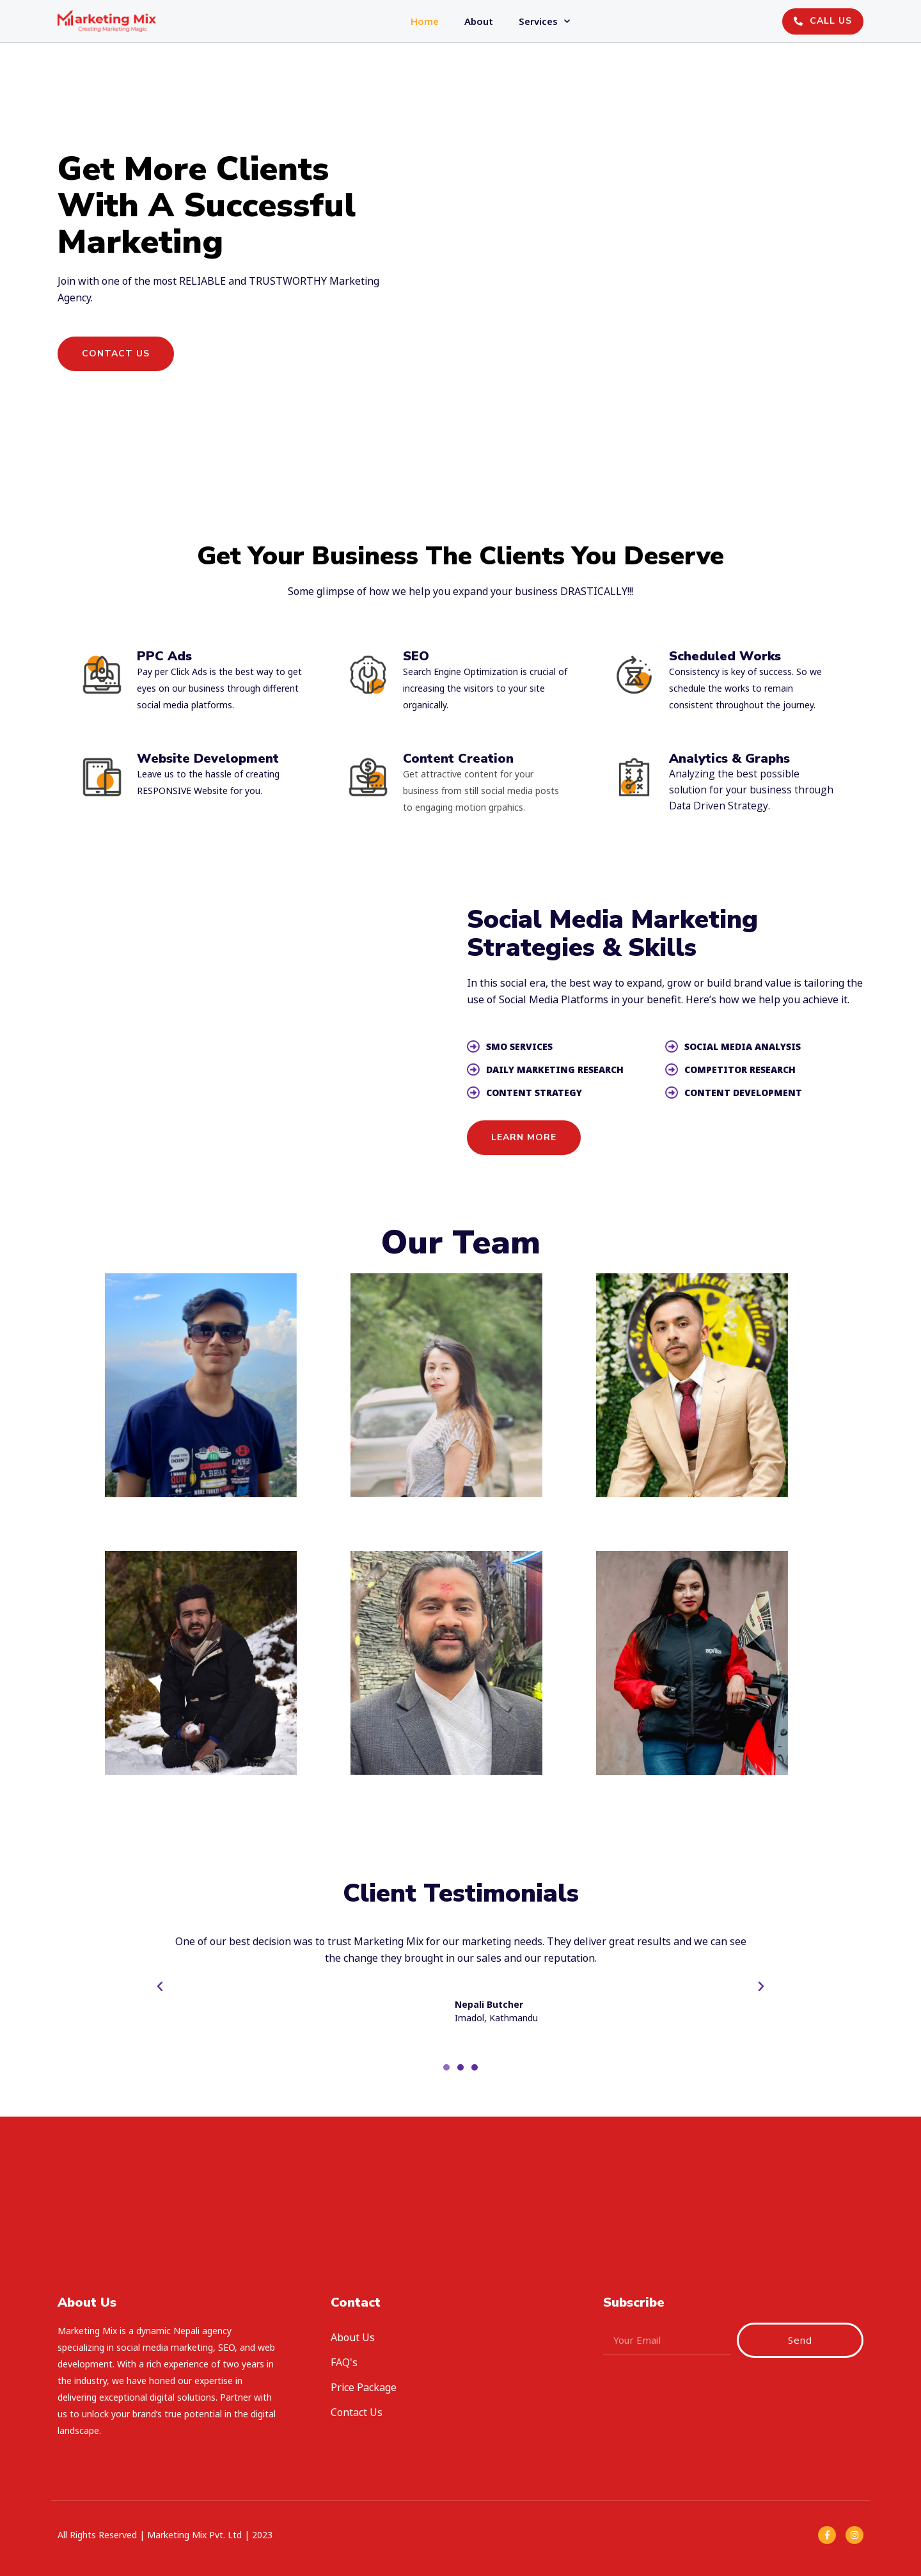 Marketing Mix
Creating Marketing Magic
Home
About
Services
CALL US
Get More Clients
With A Successful
Marketing
Join with one of the most RELIABLE and TRUSTWORTHY Marketing
Agency.
CONTACT US
Get Your Business The Clients You Deserve
Some glimpse of how we help you expand your business DRASTICALLY!!!
PPC Ads
Pay per Click Ads is the best way to get
eyes on our business through different
social media platforms.
SEO
Search Engine Optimization is crucial of
increasing the visitors to your site
organically.
Scheduled Works
Consistency is key of success. So we
schedule the works to remain
consistent throughout the journey.
Website Development
Leave us to the hassle of creating
RESPONSIVE Website for you.
Content Creation
Get attractive content for your
business from still social media posts
to engaging motion grpahics.
Analytics & Graphs
Analyzing the best possible
solution for your business through
Data Driven Strategy.
Social Media Marketing
Strategies & Skills
In this social era, the best way to expand, grow or build brand value is tailoring the
use of Social Media Platforms in your benefit. Here's how we help you achieve it.
SMO SERVICES
DAILY MARKETING RESEARCH
CONTENT STRATEGY
SOCIAL MEDIA ANALYSIS
COMPETITOR RESEARCH
CONTENT DEVELOPMENT
LEARN MORE
Our Team
Client Testimonials
One of our best decision was to trust Marketing Mix for our marketing needs. They deliver great results and we can see
the change they brought in our sales and our reputation.
Nepali Butcher
Imadol, Kathmandu
About Us
Marketing Mix is a dynamic Nepali agency
specializing in social media marketing, SEO, and web
development. With a rich experience of two years in
the industry, we have honed our expertise in
delivering exceptional digital solutions. Partner with
us to unlock your brand's true potential in the digital
landscape.
Contact
About Us
FAQ's
Price Package
Contact Us
Subscribe
Your Email
Send
All Rights Reserved | Marketing Mix Pvt. Ltd | 2023